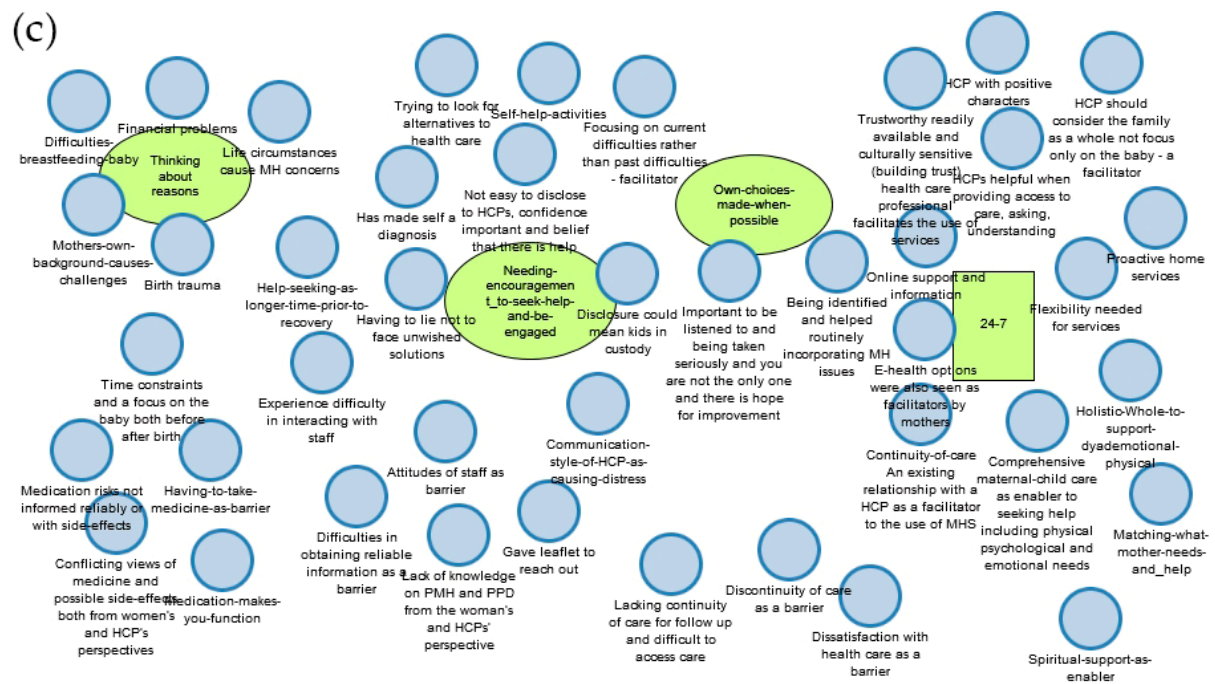 (c)
Difficulties-
breastfeeding-baby
Financial problems
Life circumstances
cause MH concerns
Thinking
about
reasons
Mothers-own-
background-causes-
challenges
Birth trauma
Trying to look for
alternatives to
health care
Self-help-activities
Focusing on current
difficulties rather
than past difficulties
- facilitator
Has made self a
diagnosis
Not easy to disclose
to HCPs, confidence
important and belief
that there is help
Own-choices-
made-when-
possible
Trustworthy readily
available and
culturally sensitive
(building trust)
health care
professional
facilitates the use of
services
HCP with positive
characters
HCP should
consider the family
as a whole not focus
only on the baby - a
facilitator
HCPs helpful when
providing access to
care, asking,
understanding
Proactive home
services
Help-seeking-as-
longer-time-prior-to-
recovery
Having to lie not to
face unwished
solutions
Needing-
encouragemen
t_to-seek-help-
and-be-
engaged
Disclosure could
mean kids in
custody
Important to be
listened to and
being taken
seriously and you
are not the only one
and there is hope
for improvement
Being identified
and helped
routinely
incorporating MH
issues
Online support and
information
24-7
Flexibility needed
for services
Time constraints
and a focus on the
baby both before
after birth
Experience difficulty
in interacting with
staff
E-health options
were also seen as
facilitators by
mothers
Holistic-Whole-to-
support-
dyademotional-
physical
Medication risks not
informed reliably or
with side-effects
Having-to-take-
medicine-as-barrier
Attitudes of staff as
barrier
Communication-
style-of-HCP-as-
causing-distress
Continuity-of-care
An existing
relationship with a
HCP as a facilitator
to the use of MHS
Comprehensive
maternal-child care
as enabler to
seeking help
including physical
psychological and
emotional needs
Matching-what-
mother-needs-
and_help
Conflicting views of
medicine and
possible side-effects
both from women's
and HCP's
perspectives
Medication-makes-
you-function
Difficulties in
obtaining reliable
information as a
barrier
Lack of knowledge
on PMH and PPD
from the woman's
and HCPs'
perspective
Gave leaflet to
reach out
Lacking continuity
of care for follow up
and difficult to
access care
Discontinuity of care
as a barrier
Dissatisfaction with
health care as a
barrier
Spiritual-support-as-
enabler